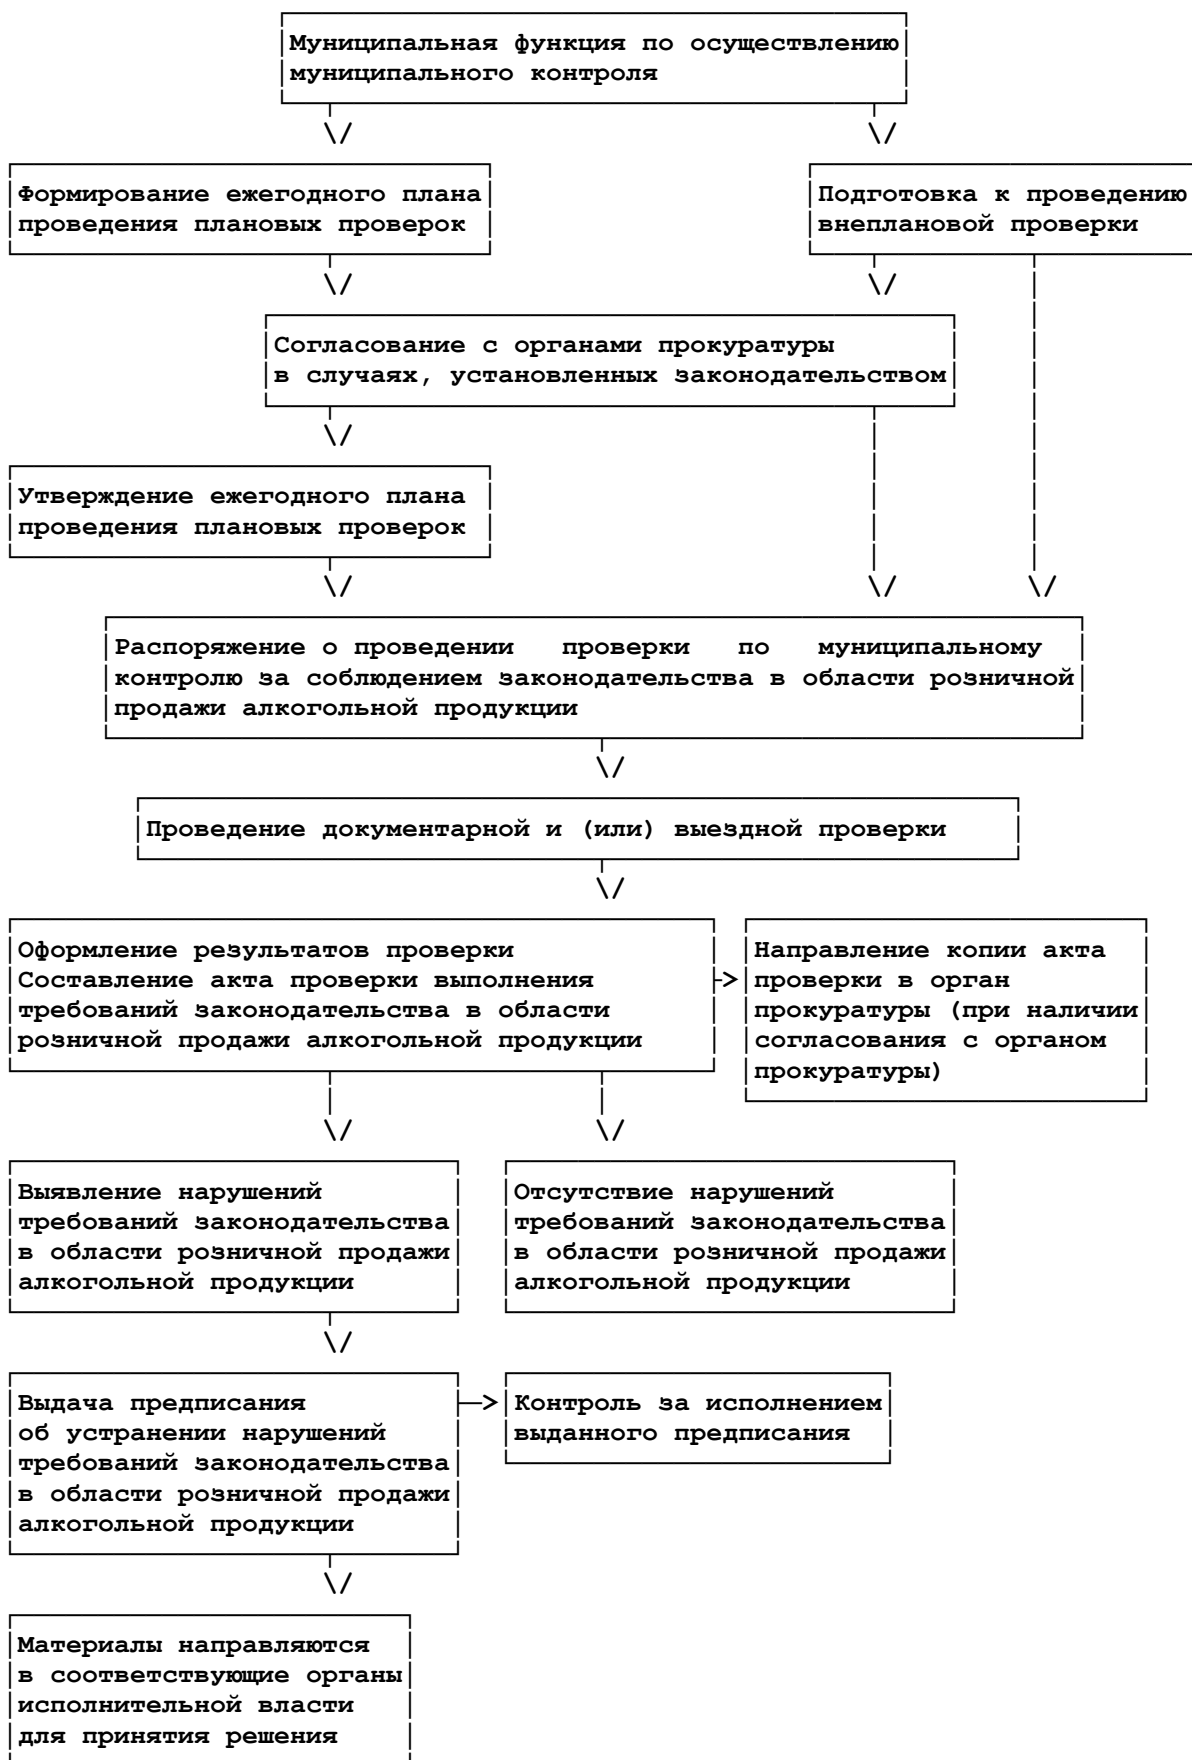 Муниципальная функция по осуществлению
муниципального контроля
Формирование ежегодного плана
проведения плановых проверок
Подготовка к проведению
внеплановой проверки
Согласование с органами прокуратуры
в случаях, установленных законодательством
Утверждение ежегодного плана
проведения плановых проверок
Распоряжение о проведении проверки по муниципальному
контролю за соблюдением законодательства в области розничной
продажи алкогольной продукции
Проведение документарной и (или) выездной проверки
Оформление результатов проверки
Составление акта проверки выполнения
требований законодательства в области
розничной продажи алкогольной продукции
Направление копии акта
проверки в орган
прокуратуры (при наличии
согласования с органом
прокуратуры)
Выявление нарушений
требований законодательства
в области розничной продажи
алкогольной продукции
Отсутствие нарушений
требований законодательства
в области розничной продажи
алкогольной продукции
Выдача предписания
об устранении нарушений
требований законодательства
в области розничной продажи
алкогольной продукции
Контроль за исполнением
выданного предписания
Материалы направляются
в соответствующие органы
исполнительной власти
для принятия решения